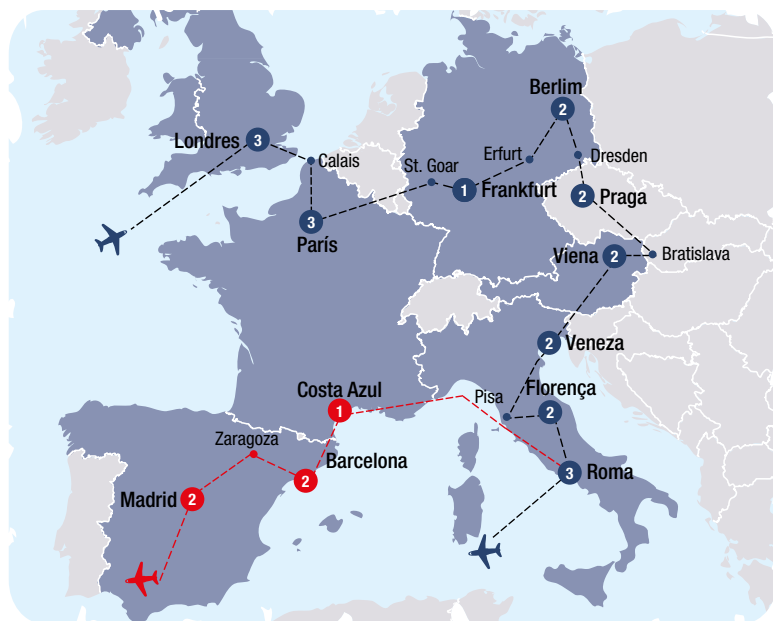 Berlim
2
Londres
3
Calais
St. Goar
Erfurt
Dresden
1
Frankfurt
2
Praga
3
París
Viena
2
Bratislava
2
Veneza
Costa Azul
1
Pisa
Florença
2
Zaragoza
Barcelona
2
Roma
3
Madrid
2